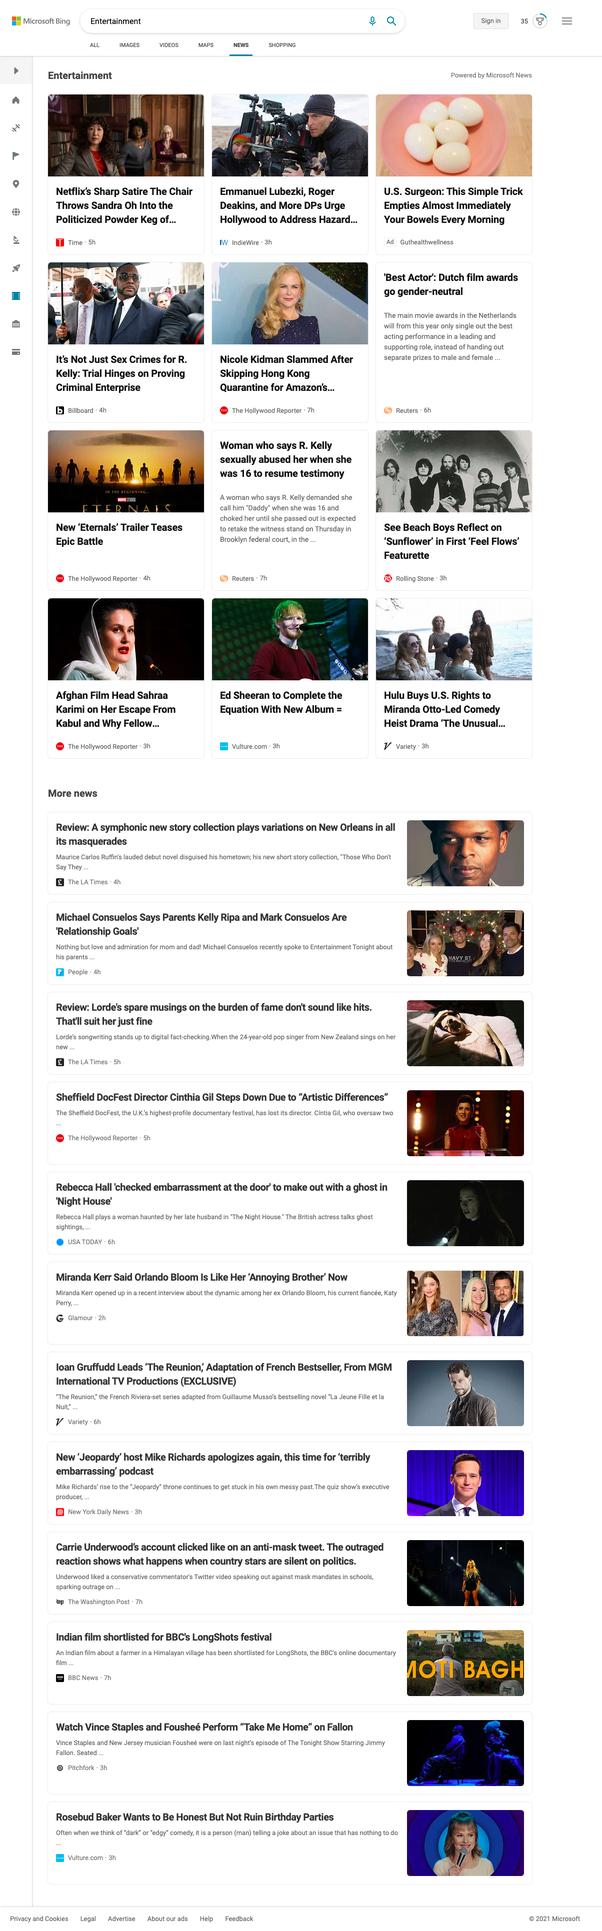 Microsoft Bing
Entertainment
Sign in
35
ALL IMAGES VIDEOS MAPS NEWS SHOPPING
Entertainment
Powered by Microsoft News
Netflix's Sharp Satire The Chair
Throws Sandra Oh Into the
Politicized Powder Keg of...
Time · 5h
Emmanuel Lubezki, Roger
Deakins, and More DPs Urge
Hollywood to Address Hazard...
IW IndieWire · 3h
U.S. Surgeon: This Simple Trick
Empties Almost Immediately
Your Bowels Every Morning
Ad Guthealthwellness
It's Not Just Sex Crimes for R.
Kelly: Trial Hinges on Proving
Criminal Enterprise
Billboard · 4h
Nicole Kidman Slammed After
Skipping Hong Kong
Quarantine for Amazon's...
The Hollywood Reporter · 7h
'Best Actor': Dutch film awards
go gender-neutral
The main movie awards in the Netherlands
will from this year only single out the best
acting performance in a leading and
supporting role, instead of handing out
separate prizes to male and female ...
Reuters · 6h
IN THE BEGINNING...
MARVEL STUDIOS
ETERNALS
New 'Eternals' Trailer Teases
Epic Battle
The Hollywood Reporter · 4h
Woman who says R. Kelly
sexually abused her when she
was 16 to resume testimony
A woman who says R. Kelly demanded she
call him "Daddy" when she was 16 and
choked her until she passed out is expected
to retake the witness stand on Thursday in
Brooklyn federal court, in the ...
Reuters · 7h
See Beach Boys Reflect on
'Sunflower' in First 'Feel Flows'
Featurette
Rolling Stone · 3h
Afghan Film Head Sahraa
Karimi on Her Escape From
Kabul and Why Fellow...
The Hollywood Reporter · 3h
Ed Sheeran to Complete the
Equation With New Album =
Vulture.com · 3h
Hulu Buys U.S. Rights to
Miranda Otto-Led Comedy
Heist Drama 'The Unusual...
Variety · 3h
More news
Review: A symphonic new story collection plays variations on New Orleans in all
its masquerades
Maurice Carlos Ruffin's lauded debut novel disguised his hometown; his new short story collection, "Those Who Don't
Say They ...
The LA Times · 4h
Michael Consuelos Says Parents Kelly Ripa and Mark Consuelos Are
'Relationship Goals'
Nothing but love and admiration for mom and dad! Michael Consuelos recently spoke to Entertainment Tonight about
his parents ...
People · 4h
Review: Lorde's spare musings on the burden of fame don't sound like hits.
That'll suit her just fine
Lorde's songwriting stands up to digital fact-checking.When the 24-year-old pop singer from New Zealand sings on her
new ...
The LA Times · 5h
Sheffield DocFest Director Cinthia Gil Steps Down Due to "Artistic Differences"
The Sheffield DocFest, the U.K.'s highest-profile documentary festival, has lost its director. Cintia Gil, who oversaw two
...
The Hollywood Reporter · 5h
Rebecca Hall 'checked embarrassment at the door' to make out with a ghost in
'Night House'
Rebecca Hall plays a woman haunted by her late husband in "The Night House." The British actress talks ghost
sightings, ...
USA TODAY · 6h
Miranda Kerr Said Orlando Bloom Is Like Her 'Annoying Brother' Now
Miranda Kerr opened up in a recent interview about the dynamic among her ex Orlando Bloom, his current fiancée, Katy
Perry, ...
Glamour · 2h
Ioan Gruffudd Leads 'The Reunion,' Adaptation of French Bestseller, From MGM
International TV Productions (EXCLUSIVE)
"The Reunion," the French Riviera-set series adapted from Guillaume Musso's bestselling novel "La Jeune Fille et la
Nuit," ...
Variety · 6h
New 'Jeopardy' host Mike Richards apologizes again, this time for 'terribly
embarrassing' podcast
Mike Richards' rise to the "Jeopardy" throne continues to get stuck in his own messy past.The quiz show's executive
producer, ...
New York Daily News · 3h
Carrie Underwood's account clicked like on an anti-mask tweet. The outraged
reaction shows what happens when country stars are silent on politics.
Underwood liked a conservative commentator's Twitter video speaking out against mask mandates in schools,
sparking outrage on ...
wp The Washington Post · 7h
Indian film shortlisted for BBC's LongShots festival
An Indian film about a farmer in a Himalayan village has been shortlisted for LongShots, the BBC's online documentary
film ...
BBC News · 7h
MOTI BAGH
Watch Vince Staples and Fousheé Perform "Take Me Home" on Fallon
Vince Staples and New Jersey musician Fousheé were on last night's episode of The Tonight Show Starring Jimmy
Fallon. Seated ...
Pitchfork · 3h
Rosebud Baker Wants to Be Honest But Not Ruin Birthday Parties
Often when we think of "dark" or "edgy" comedy, it is a person (man) telling a joke about an issue that has nothing to do
...
Vulture.com · 3h
Privacy and Cookies Legal Advertise About our ads Help Feedback
© 2021 Microsoft